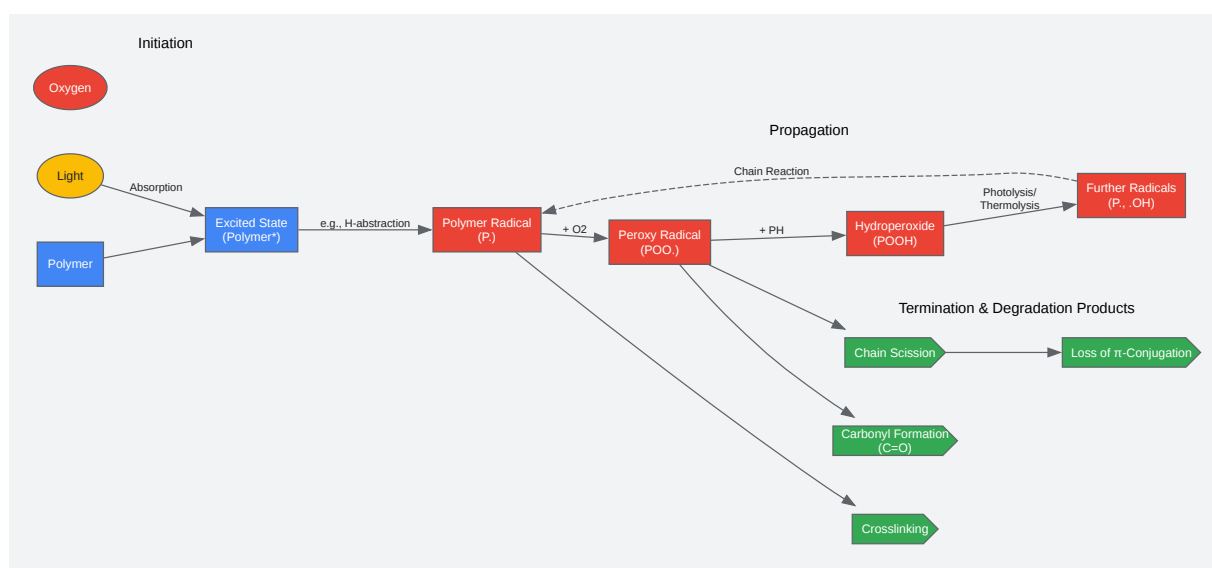 Initiation
Oxygen
Propagation
Light
Absorption
Chain Reaction
Further Radicals
(P., .OH)
Photolysis/
Thermolysis
Excited State
(Polymer*)
e.g., H-abstraction
Polymer Radical
(P.)
+ O2
Peroxy Radical
(POO.)
+ PH
Hydroperoxide
(POOH)
Polymer
Termination & Degradation Products
Chain Scission
Loss of π-Conjugation
Carbonyl Formation
(C=O)
Crosslinking